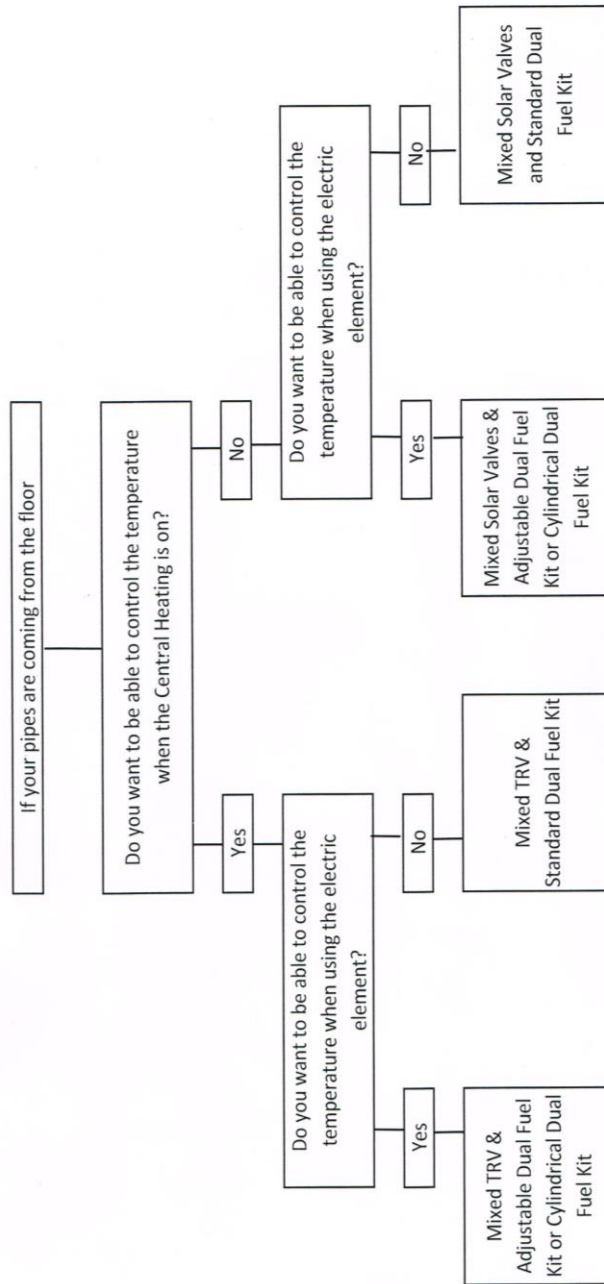 If your pipes are coming from the floor
Do you want to be able to control the temperature
when the Central Heating is on?
Yes
No
Do you want to be able to control the
temperature when using the electric
element?
Do you want to be able to control the
temperature when using the electric
element?
Yes
No
Yes
No
Mixed TRV &
Adjustable Dual Fuel
Kit or Cylindrical Dual
Fuel Kit
Mixed TRV &
Standard Dual Fuel Kit
Mixed Solar Valves &
Adjustable Dual Fuel
Kit or Cylindrical Dual
Fuel Kit
Mixed Solar Valves
and Standard Dual
Fuel Kit